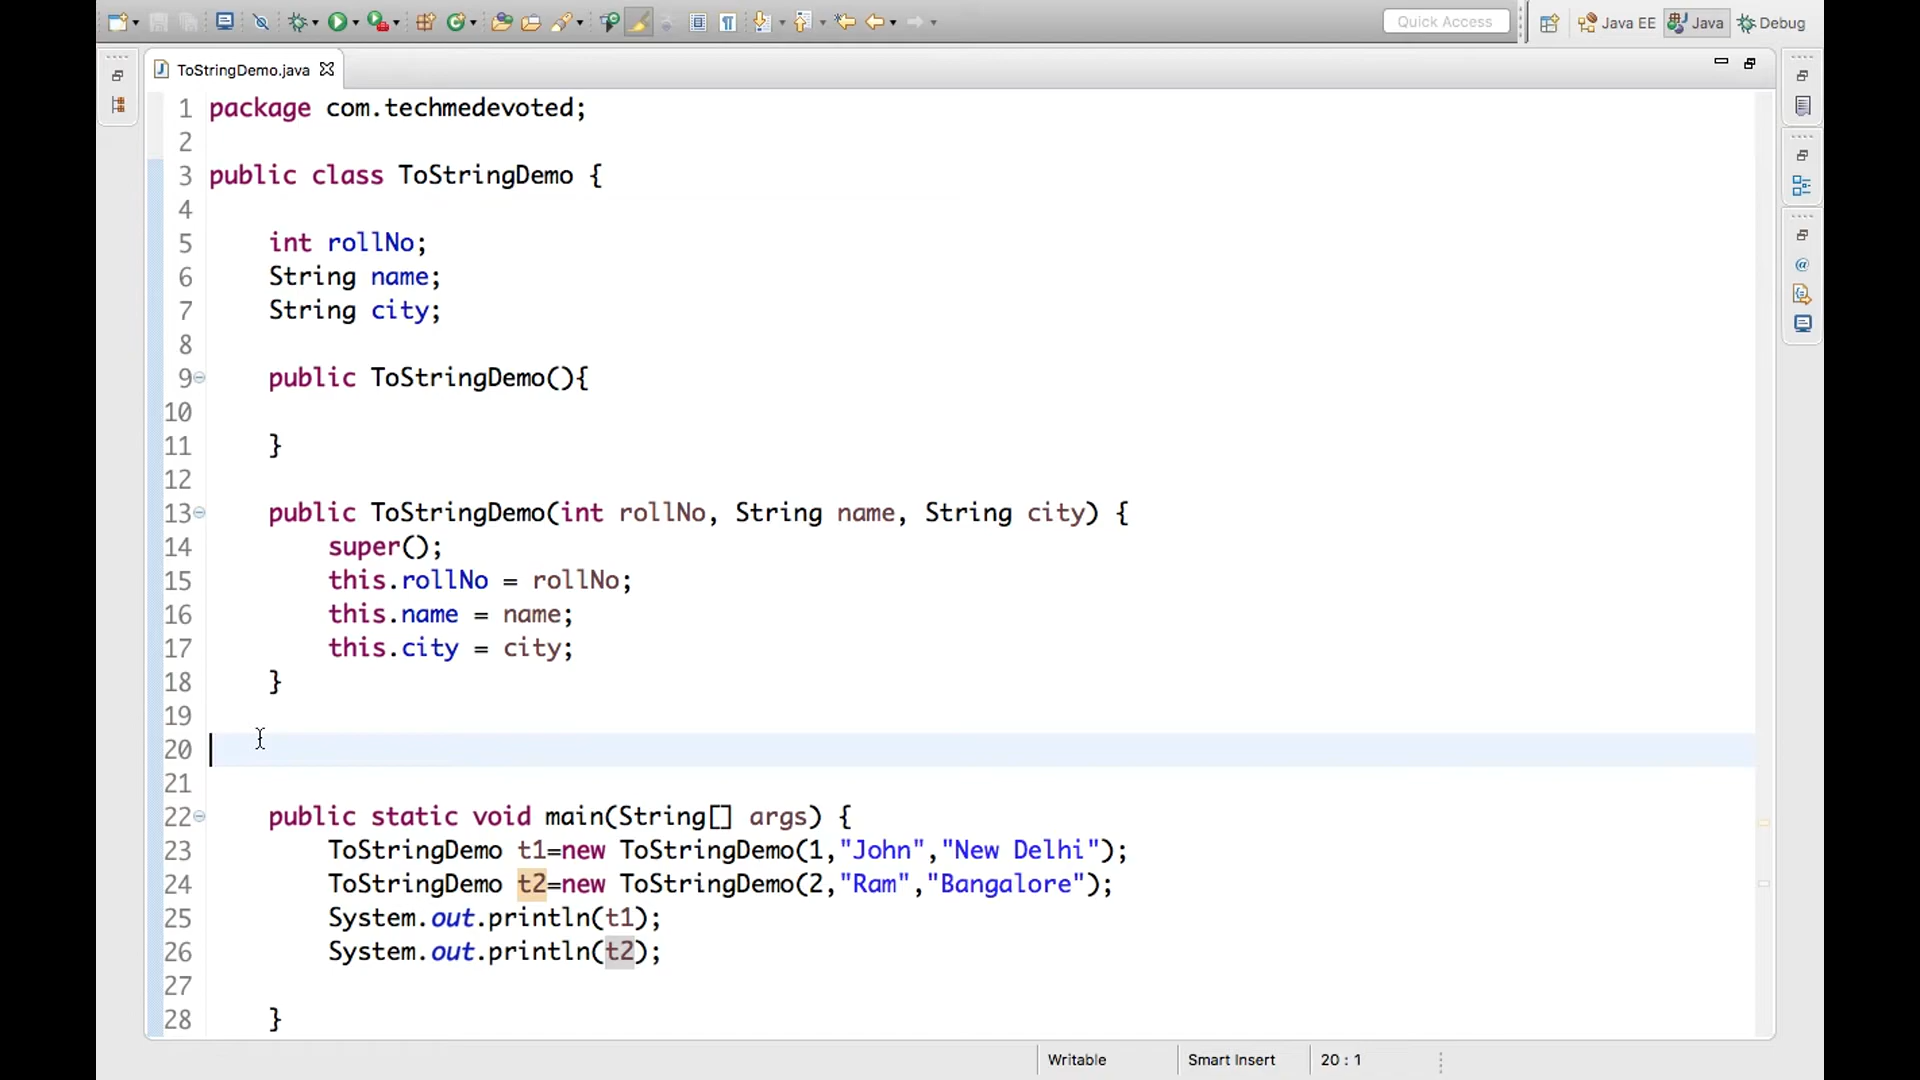 Quick Access
Java EE
Java
Debug
ToStringDemo.java
1 package com.techmedevoted;
2
3 public class ToStringDemo {
4
5 int rollNo;
6 String name;
7 String city;
8
9 public ToStringDemo(){
10
11 }
12
13 public ToStringDemo(int rollNo, String name, String city) {
14 super();
15 this.rollNo = rollNo;
16 this.name = name;
17 this.city = city;
18 }
19
20
21
22 public static void main(String[] args) {
23 ToStringDemo t1=new ToStringDemo(1,"John","New Delhi");
24 ToStringDemo t2=new ToStringDemo(2,"Ram","Bangalore");
25 System.out.println(t1);
26 System.out.println(t2);
27
28 }
Writable
Smart Insert
20 : 1